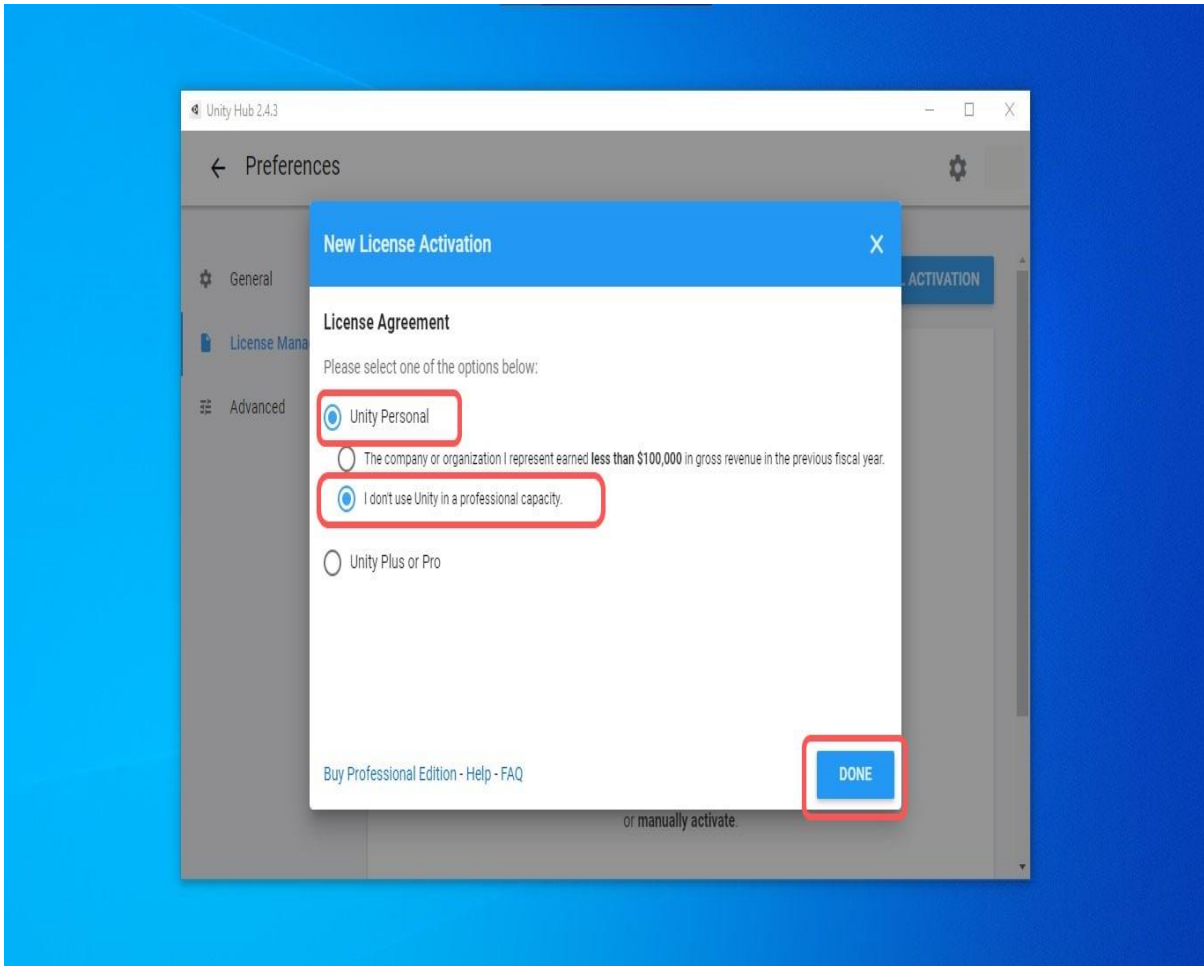 Unity Hub 2.4.3
Preferences
New License Activation
General
ACTIVATION
License Agreement
License Mana
Please select one of the options below:
Advanced
Unity Personal
The company or organization I represent earned less than $100,000 in gross revenue in the previous fiscal year.
I don't use Unity in a professional capacity.
Unity Plus or Pro
Buy Professional Edition - Help - FAQ
DONE
or manually activate.